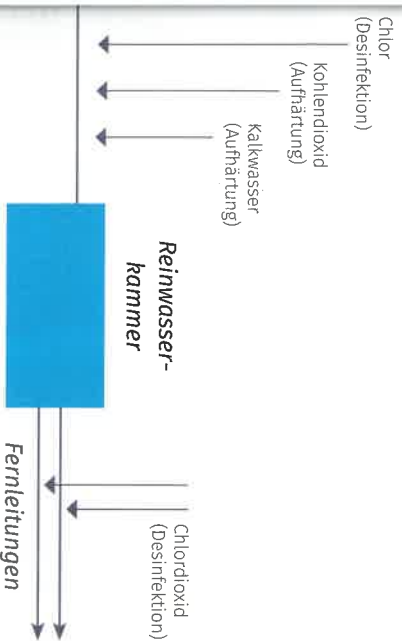 Chlor
(Desinfektion)
Kohlendioxid
(Aufhärtung)
Kalkwasser
(Aufhärtung)
Reinwasser-
kammer
Chlordioxid
(Desinfektion)
Fernleitungen